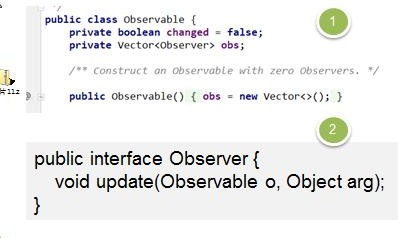 */
public class Observable {
private boolean changed = false;
private Vector<Observer> obs;
/** Construct an Observable with zero Observers. */
public Observable() { obs = new Vector<>(); }
1
2
public interface Observer {
void update(Observable o, Object arg);
}